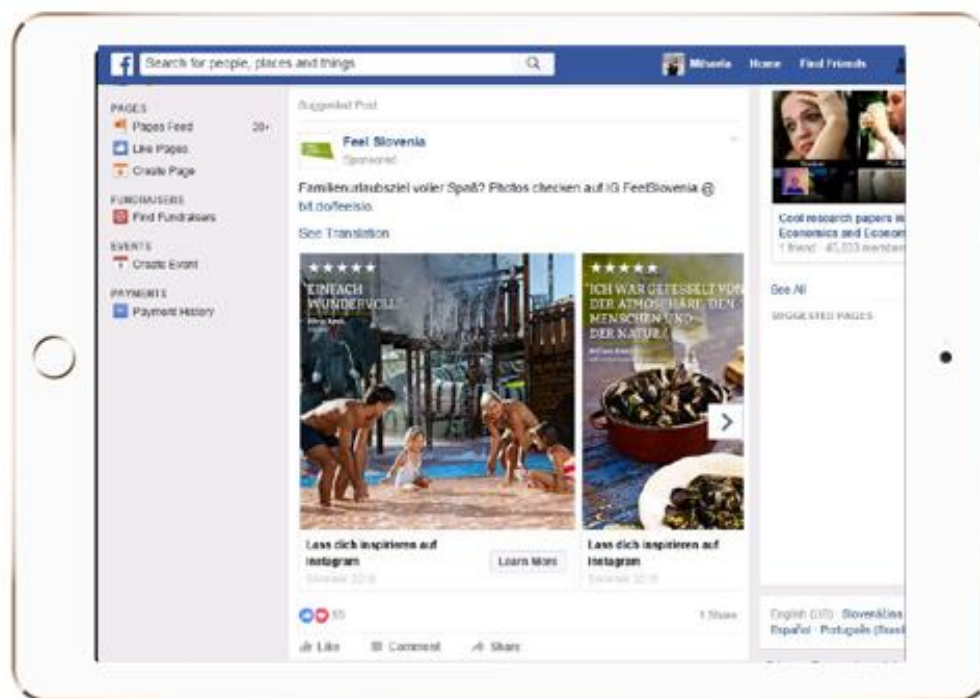 Search for people, places and things
Mihaela Home Find Friends
PAGES
Pages Feed 20+
Like Pages
Create Page
FUNDRAISERS
Find Fundraisers
EVENTS
Create Event
PAYMENTS
Payment History
Suggested Post
Feel Slovenia
Sponsored
Familienurlaubsziel voller Spaß? Photos checken auf IG FeelSlovenia @
bit.do/feelslo.
See Translation
"EINFACH
WUNDERVOLL"
Lass dich inspirieren auf
Instagram
Learn More
"ICH WAR GEFESSELT VON
DER ATMOSPHÄRE, DEN
MENSCHEN UND
DER NATUR."
Lass dich inspirieren auf
Instagram
1 Share
Like Comment Share
Cool research papers in
Economics and Econom
1 friend
See All
SUGGESTED PAGES
English (US) · Slovenščina
Español · Português (Brasil